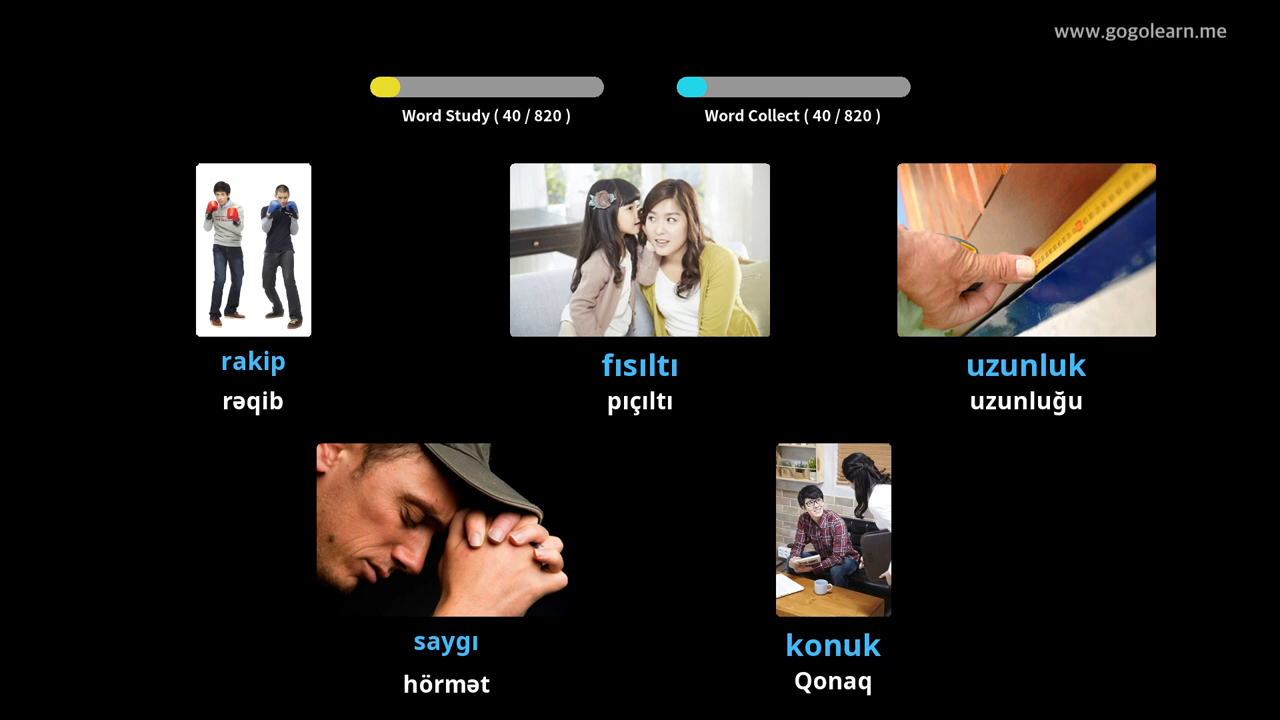 www.gogolearn.me
Word Study ( 40 / 820 )
Word Collect ( 40 / 820 )
rakip
rəqib
fısıltı
pıçıltı
uzunluk
uzunluğu
saygı
hörmət
konuk
Qonaq